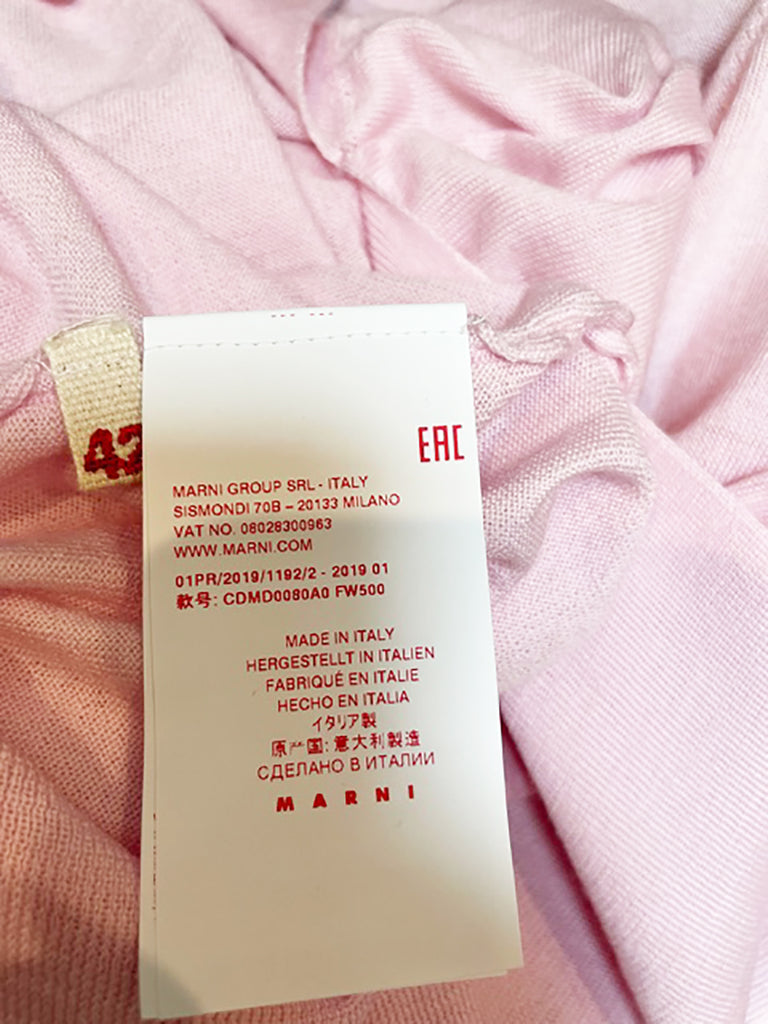 42
EAC
MARNI GROUP SRL - ITALY
SISMONDI 70B – 20133 MILANO
VAT NO. 08028300963
WWW.MARNI.COM
01PR/2019/1192/2 - 2019 01
款号: CDMD0080A0 FW500
MADE IN ITALY
HERGESTELLT IN ITALIEN
FABRIQUÉ EN ITALIE
HECHO EN ITALIA
イタリア製
原产国: 意大利製造
СДЕЛАНО В ИТАЛИИ
MARNI